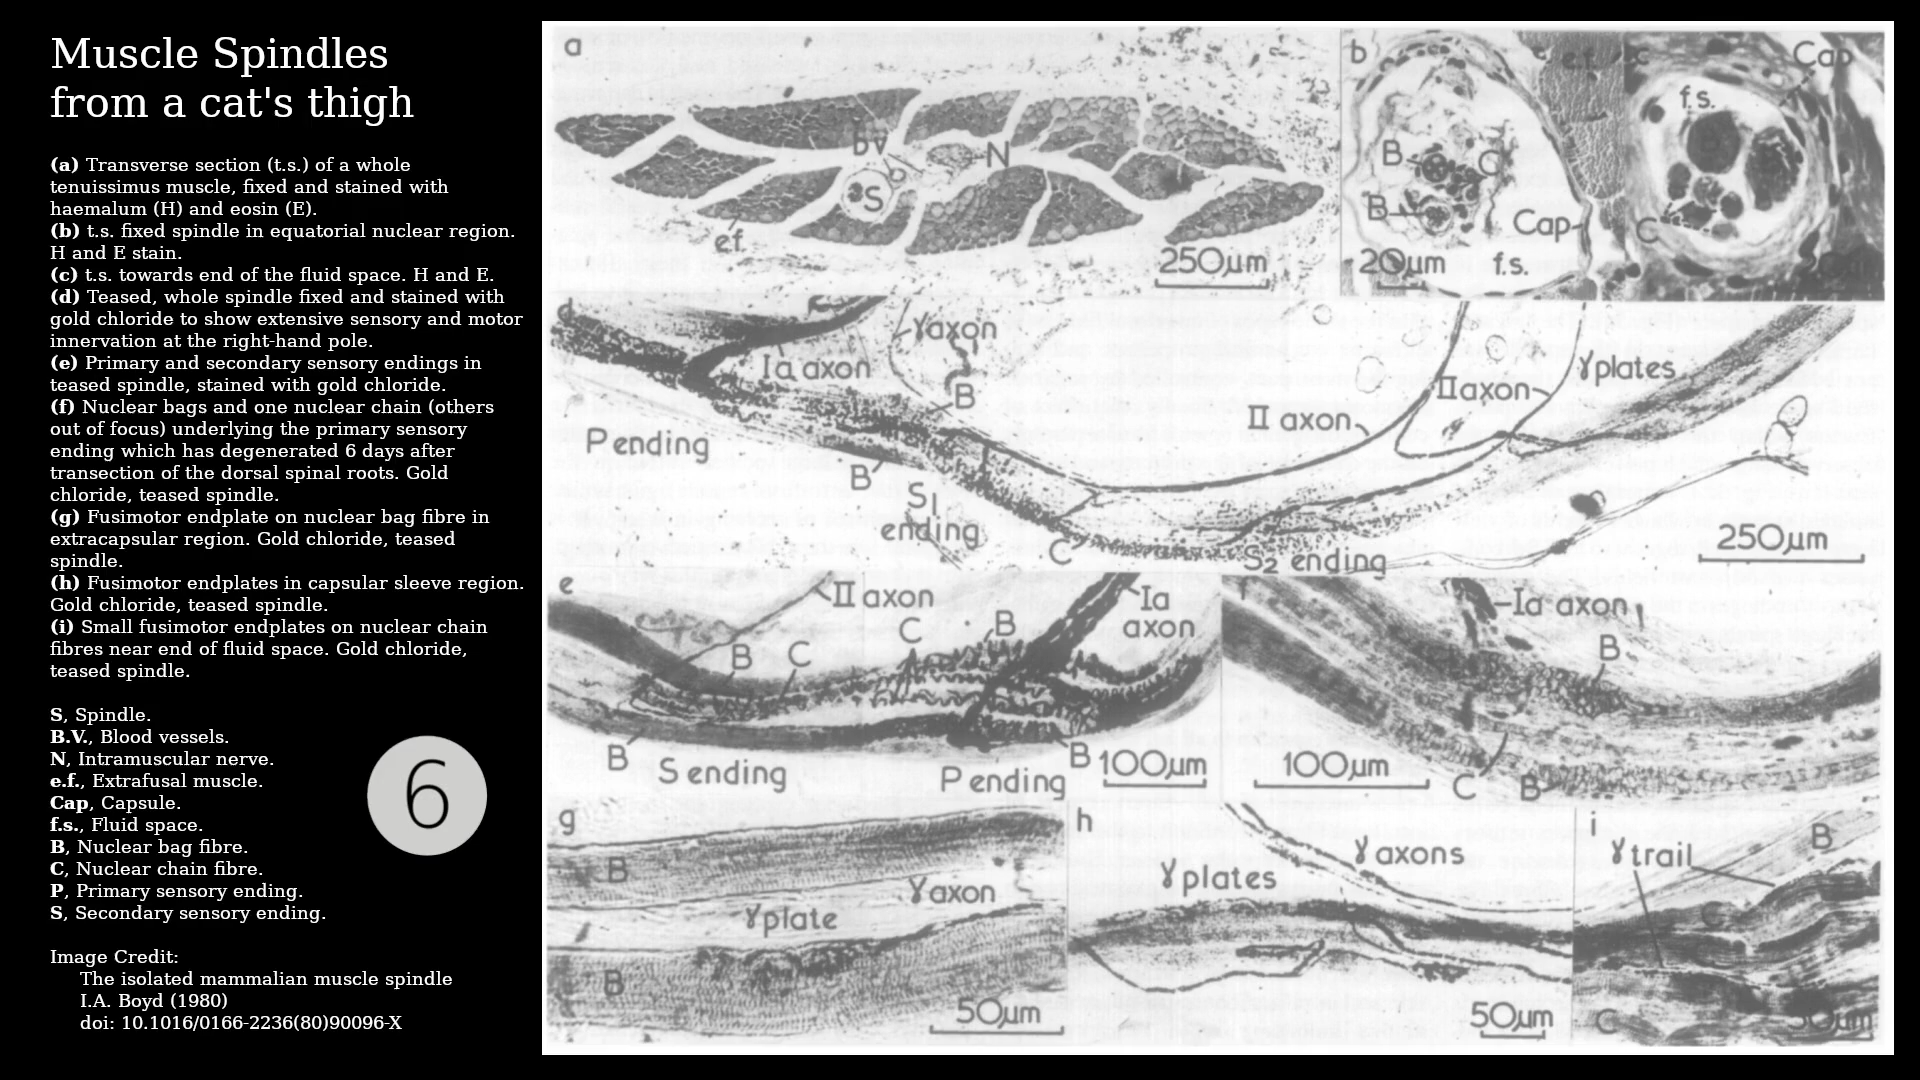 Muscle Spindles
from a cat's thigh
(a) Transverse section (t.s.) of a whole
tenuissimus muscle, fixed and stained with
haemalum (H) and eosin (E).
(b) t.s. fixed spindle in equatorial nuclear region.
H and E stain.
(c) t.s. towards end of the fluid space. H and E.
(d) Teased, whole spindle fixed and stained with
gold chloride to show extensive sensory and motor
innervation at the right-hand pole.
(e) Primary and secondary sensory endings in
teased spindle, stained with gold chloride.
(f) Nuclear bags and one nuclear chain (others
out of focus) underlying the primary sensory
ending which has degenerated 6 days after
transection of the dorsal spinal roots. Gold
chloride, teased spindle.
(g) Fusimotor endplate on nuclear bag fibre in
extracapsular region. Gold chloride, teased
spindle.
(h) Fusimotor endplates in capsular sleeve region.
Gold chloride, teased spindle.
(i) Small fusimotor endplates on nuclear chain
fibres near end of fluid space. Gold chloride,
teased spindle.
S, Spindle.
B.V., Blood vessels.
N, Intramuscular nerve.
e.f., Extrafusal muscle.
Cap, Capsule.
f.s., Fluid space.
B, Nuclear bag fibre.
C, Nuclear chain fibre.
P, Primary sensory ending.
S, Secondary sensory ending.
6
Image Credit:
The isolated mammalian muscle spindle
I.A. Boyd (1980)
doi: 10.1016/0166-2236(80)90096-X
a
bv
N
S
e.f.
250µm
b
e.f.
B
C
B
Cap
20µm
f.s.
c
Cap
f.s.
B
C
d
γ axon
Ia axon
B
P ending
B
S1
ending
II axon
II axon
γ plates
C
S2 ending
250µm
e
II axon
Ia
axon
B
C
C
B
B
S ending
P ending
B
100µm
f
Ia axon
B
100µm
C
B
g
B
γ axon
γ plate
B
50µm
h
γ axons
γ plates
50µm
i
γ trail
B
C
C
50µm